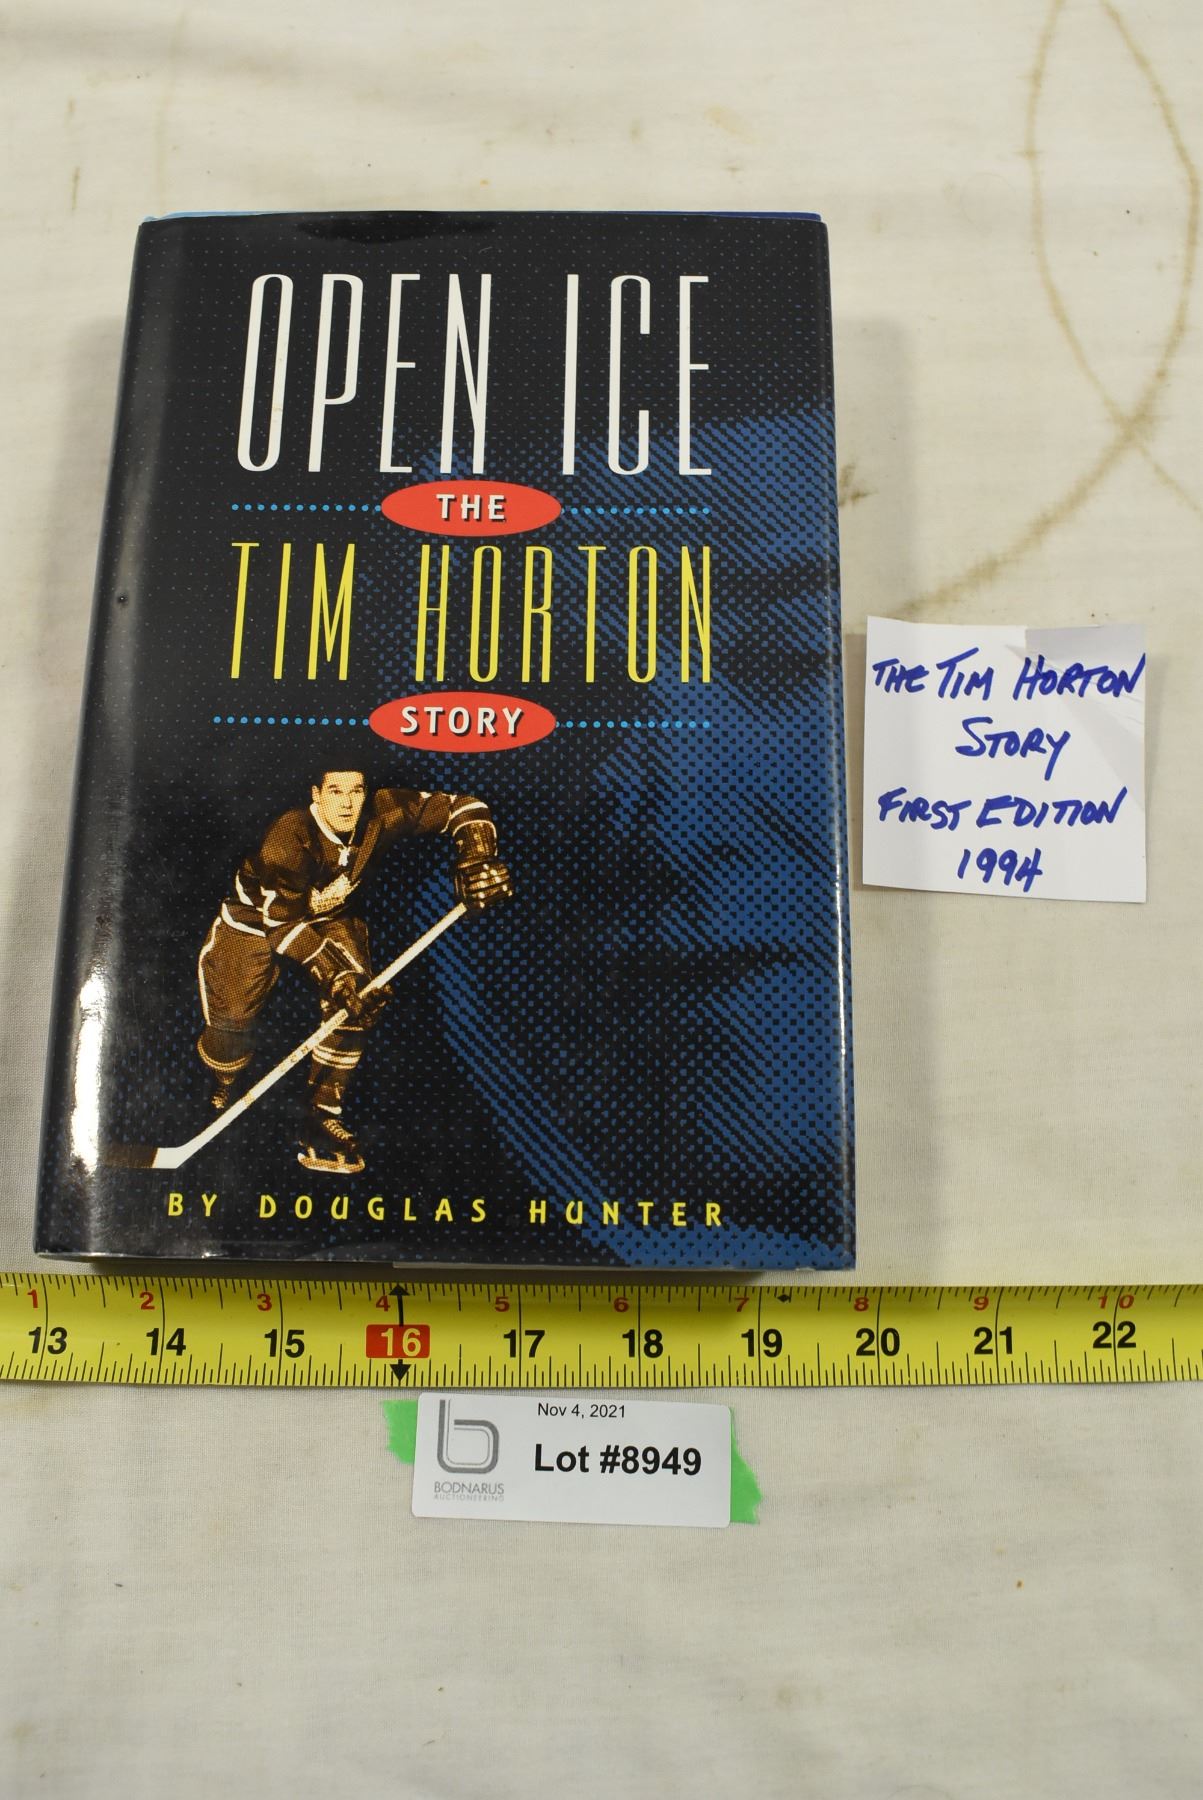 OPEN ICE
THE
TIM HORTON
STORY
7
BY DOUGLAS HUNTER
THE TIM HORTON
STORY
FIRST EDITION
1994
1 2 3 4 5 6 7 8 9 10
13 14 15 16 17 18 19 20 21 22
Nov 4, 2021
Lot #8949
b
BODNARUS
AUCTIONEERING